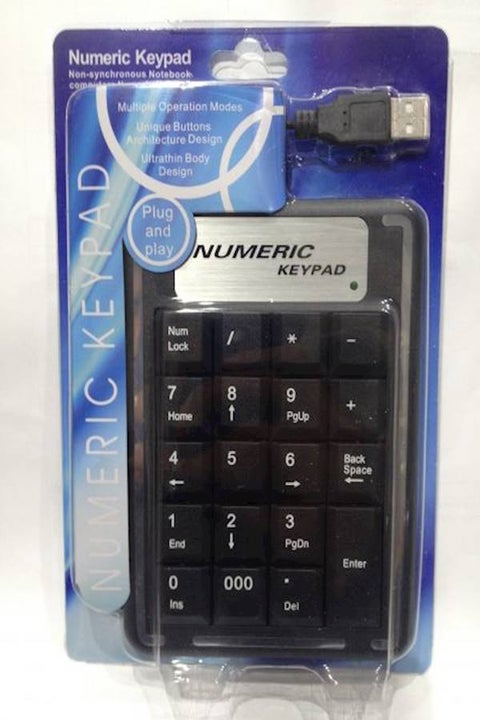 Numeric Keypad
Non-synchronous Notebook
Multiple Operation Modes
Unique Buttons
Architecture Design
Ultrathin Body
Design
Plug
and
play
NUMERIC KEYPAD
NUMERIC
KEYPAD
Num
Lock
/
*
-
7
Home
8
↑
9
PgUp
+
4
←
5
6
→
Back
Space
←
1
End
2
↓
3
PgDn
Enter
0
Ins
000
.
Del